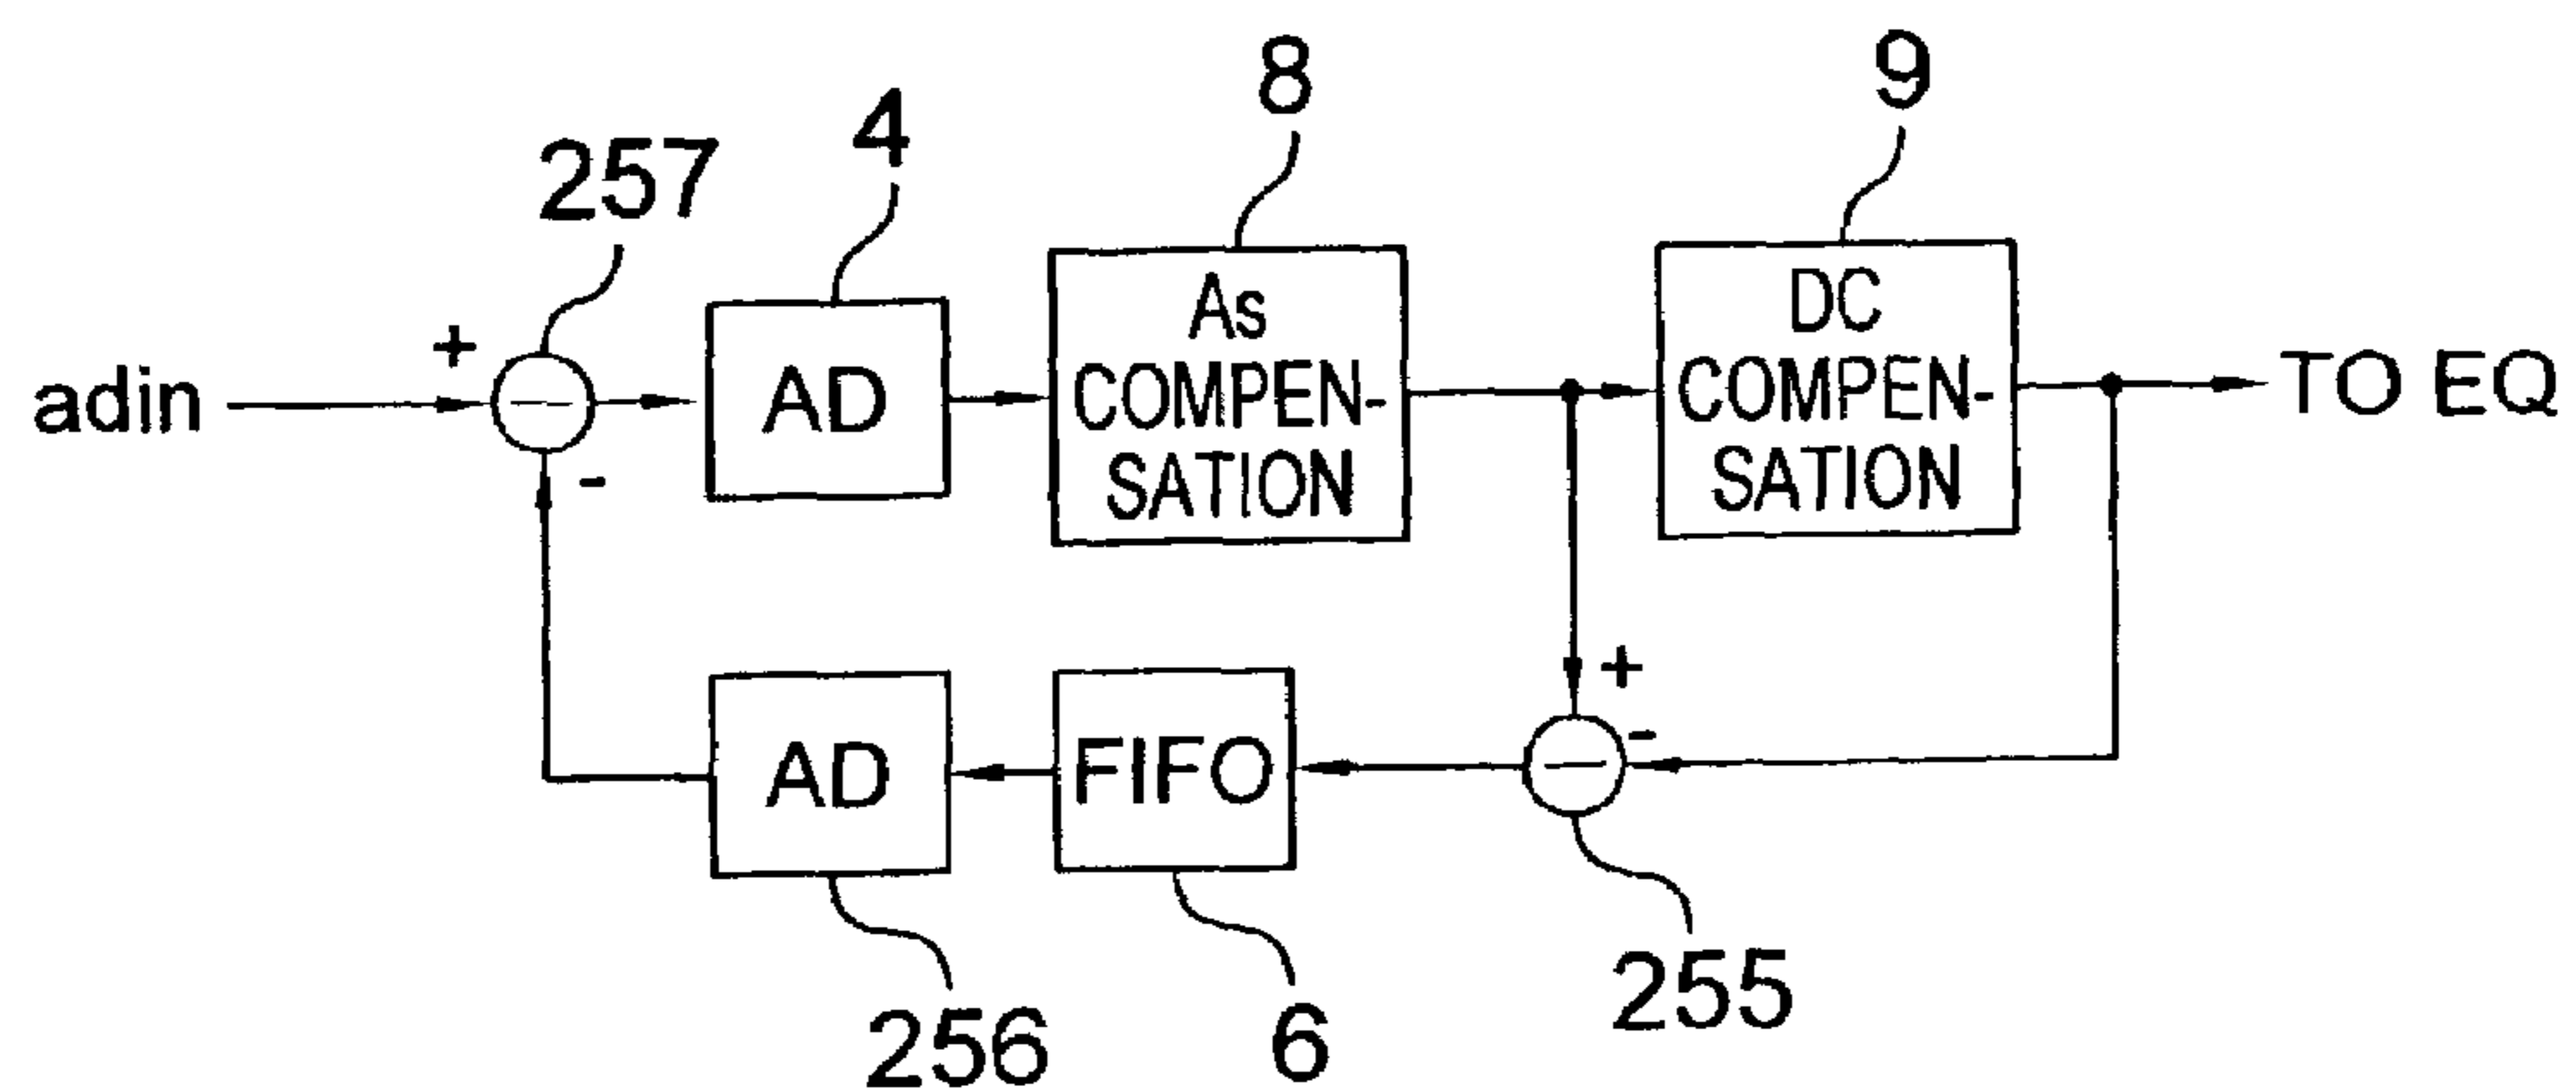 257
4
8
9
adin
+
-
AD
As
COMPEN-
SATION
DC
COMPEN-
SATION
TO EQ
AD
FIFO
+
-
256
6
255